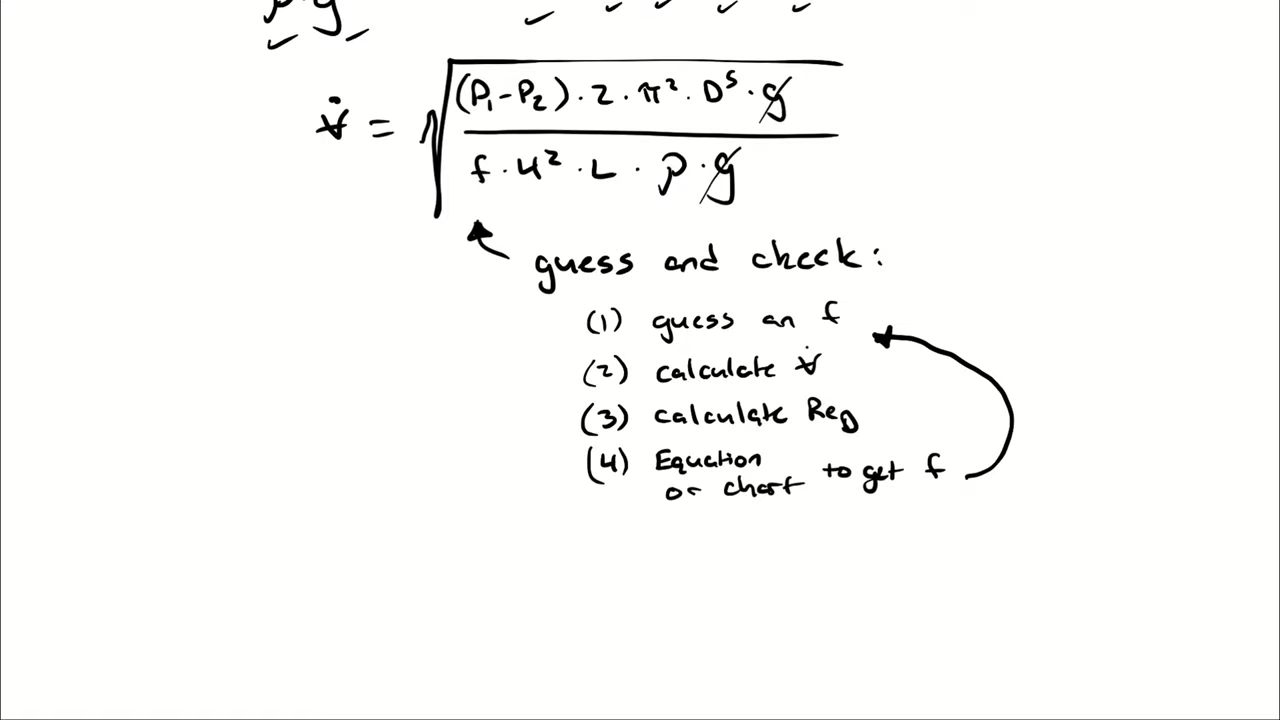 ρ g
V̇ = √((P₁-P₂)·2·π²·D⁵·g̸ / f·4²·L·ρ·g̸)
guess and check:
(1) guess an f
(2) calculate V̇
(3) calculate Re_D
(4) Equation
or chart to get f